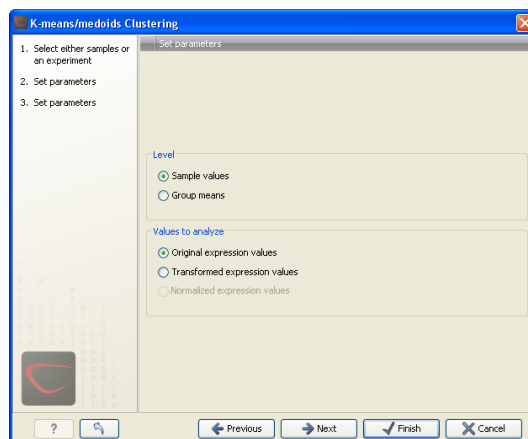 K-means/medoids Clustering
1. Select either samples or
an experiment
2. Set parameters
3. Set parameters
Set parameters
Level
Sample values
Group means
Values to analyze
Original expression values
Transformed expression values
Normalized expression values
?
Previous
Next
Finish
Cancel